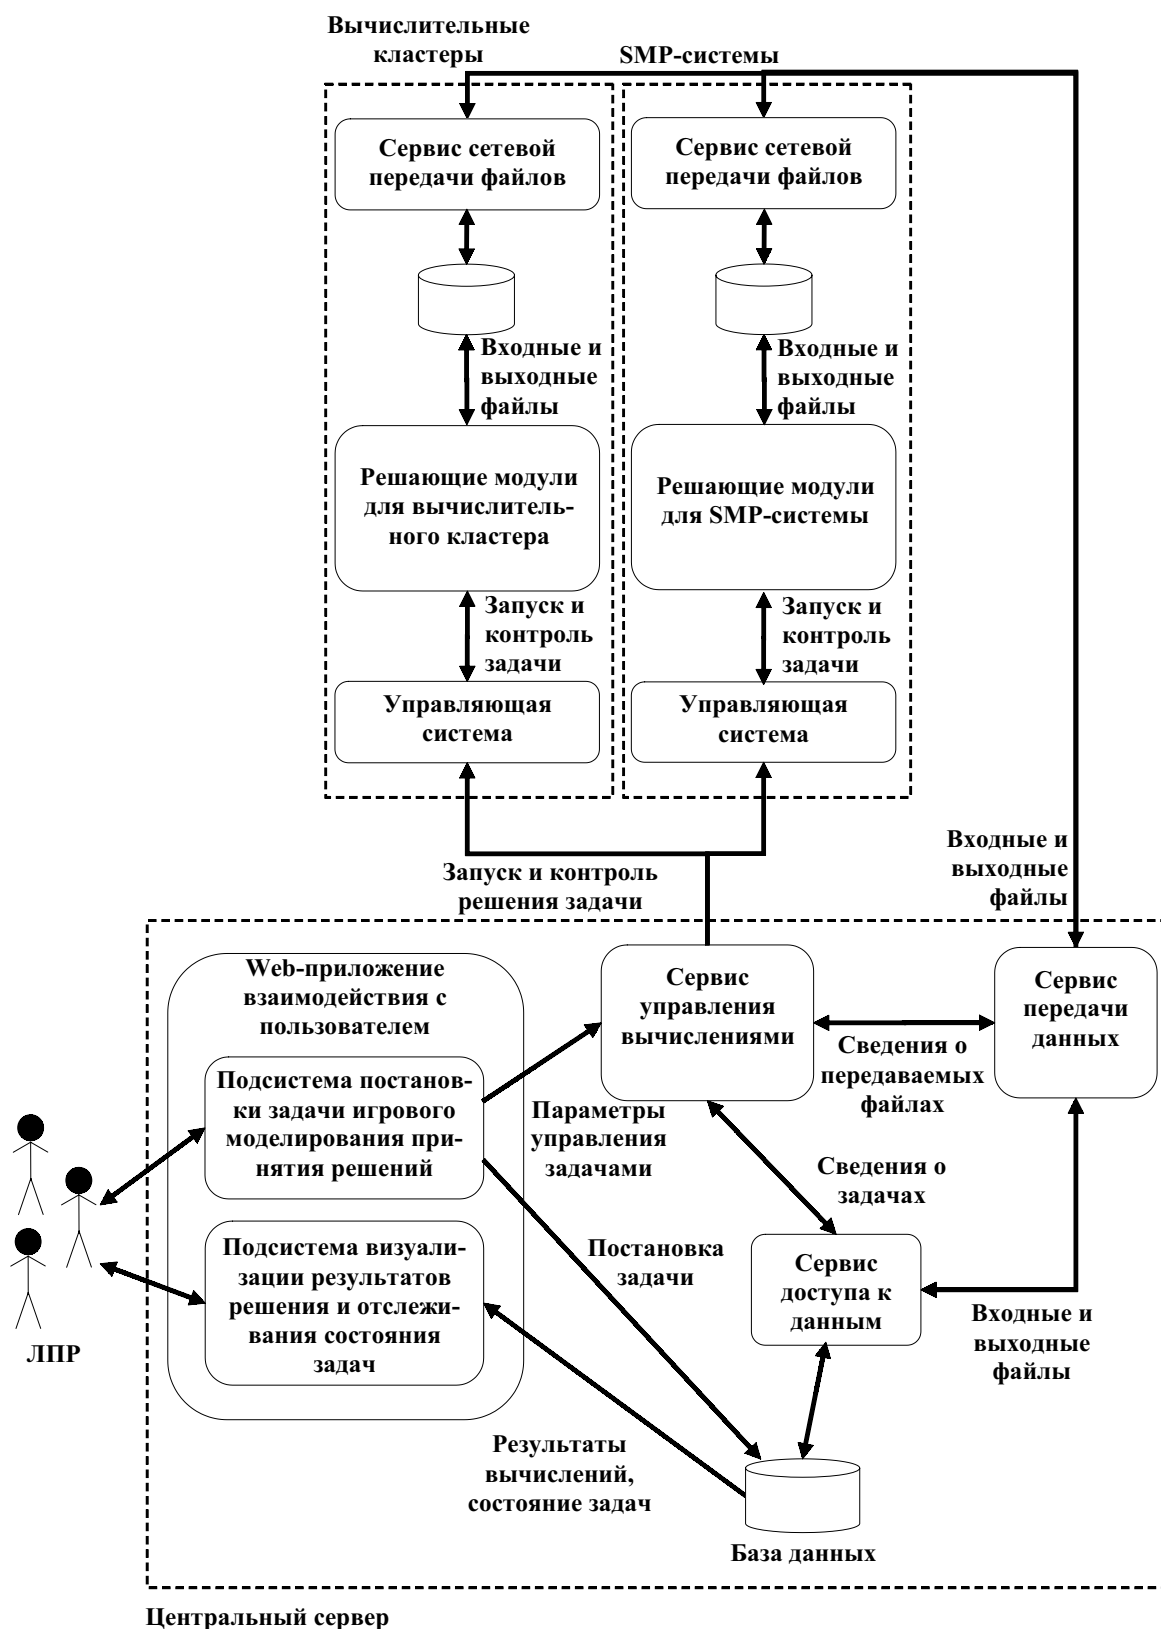 Вычислительные
кластеры
SMP-системы
Сервис сетевой
передачи файлов
Сервис сетевой
передачи файлов
Входные и
выходные
файлы
Входные и
выходные
файлы
Решающие модули
для вычислитель-
ного кластера
Решающие модули
для SMP-системы
Запуск и
контроль
задачи
Запуск и
контроль
задачи
Управляющая
система
Управляющая
система
Входные и
выходные
файлы
Запуск и контроль
решения задачи
Web-приложение
взаимодействия с
пользователем
Сервис
управления
вычислениями
Сервис
передачи
данных
Сведения о
передаваемых
файлах
Подсистема постанов-
ки задачи игрового
моделирования при-
нятия решений
Параметры
управления
задачами
Сведения о
задачах
Подсистема визуали-
зации результатов
решения и отслежи-
вания состояния
задач
Постановка
задачи
Сервис
доступа к
данным
Входные и
выходные
файлы
ЛПР
Результаты
вычислений,
состояние задач
База данных
Центральный сервер